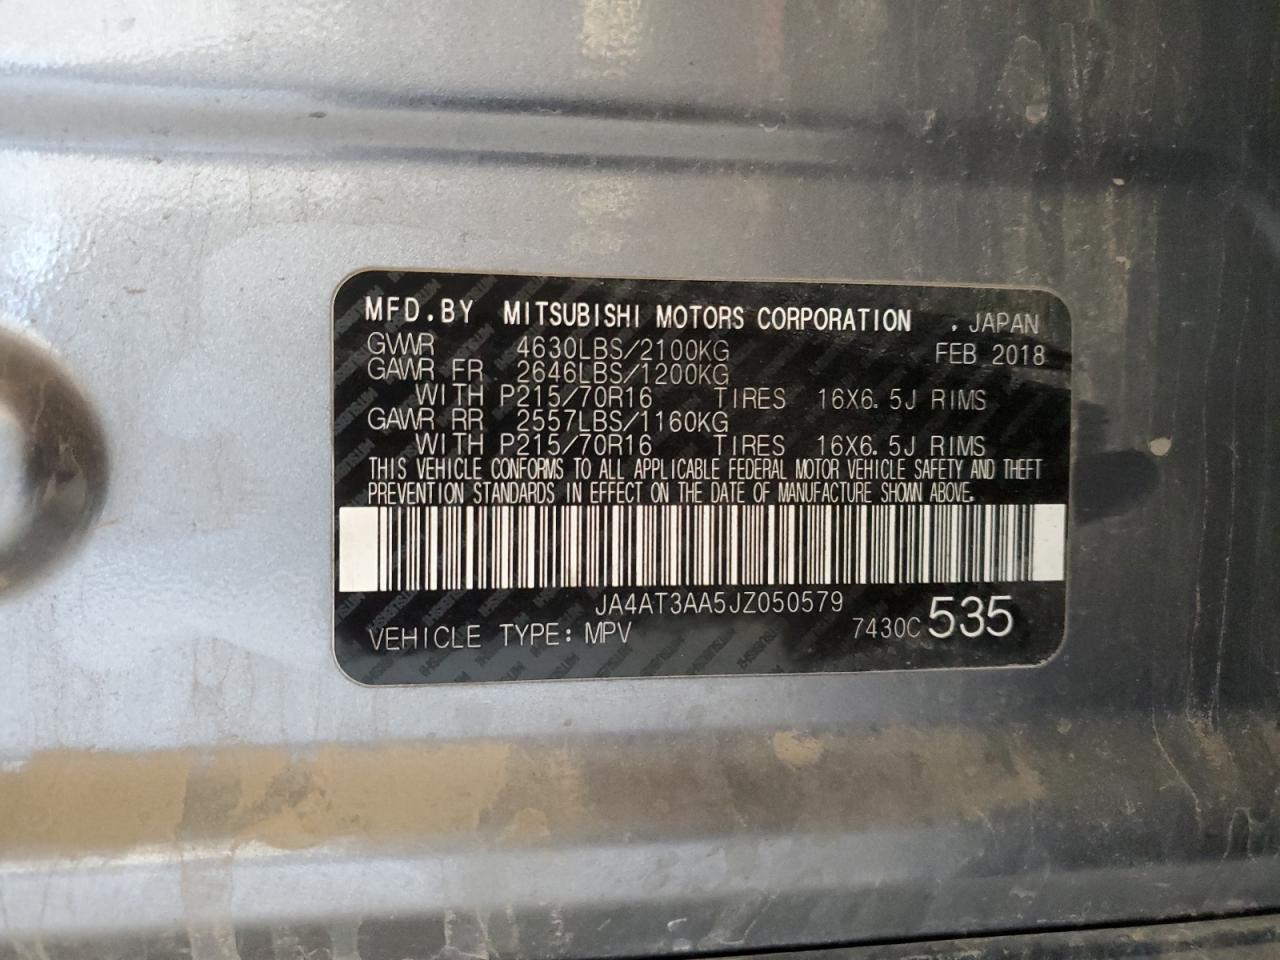 MFD.BY MITSUBISHI MOTORS CORPORATION . JAPAN
GVWR 4630LBS/2100KG FEB 2018
GAWR FR 2646LBS/1200KG
WITH P215/70R16 TIRES 16X6.5J RIMS
GAWR RR 2557LBS/1160KG
WITH P215/70R16 TIRES 16X6.5J RIMS
THIS VEHICLE CONFORMS TO ALL APPLICABLE FEDERAL MOTOR VEHICLE SAFETY AND THEFT
PREVENTION STANDARDS IN EFFECT ON THE DATE OF MANUFACTURE SHOWN ABOVE.
JA4AT3AA5JZ050579
VEHICLE TYPE: MPV 7430C 535